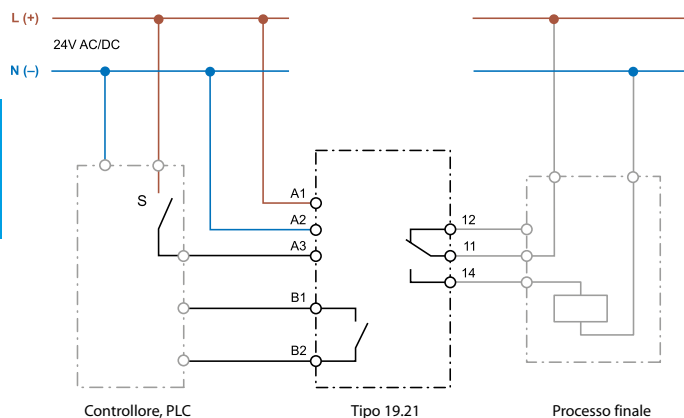 L (+)
24V AC/DC
N (–)
S
A1
A2
A3
B1
B2
12
11
14
Controllore, PLC
Tipo 19.21
Processo finale